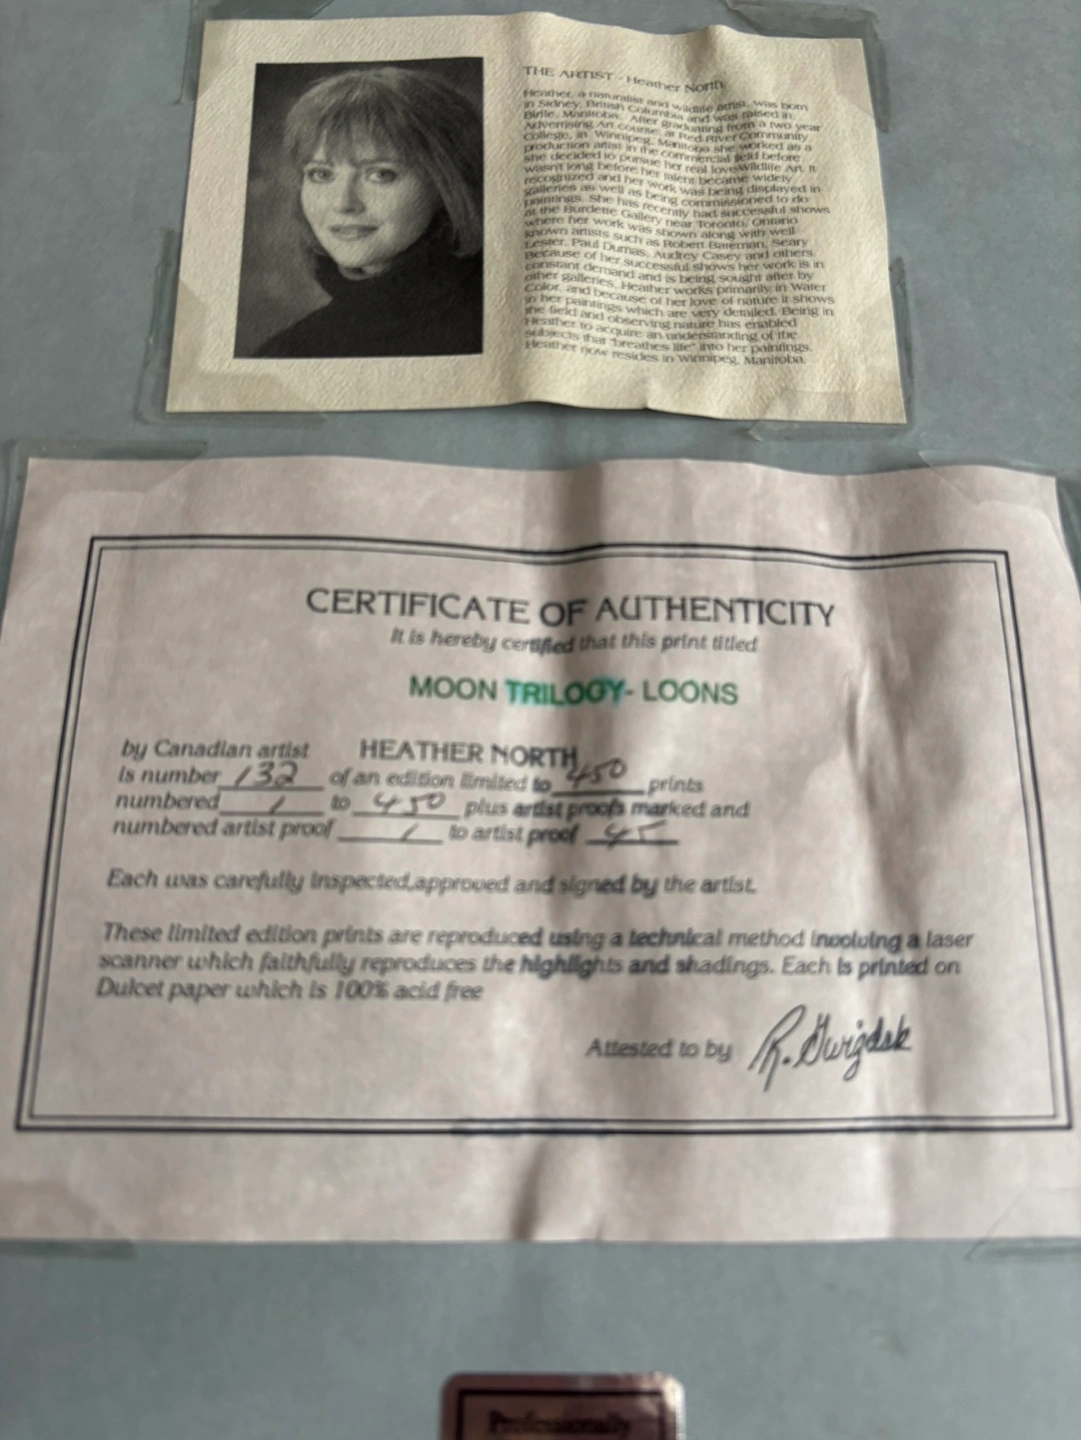 THE ARTIST - Heather North
Heather, a naturalist and wildlife artist, was born
in Sidney, British Columbia and was raised in
Birtle, Manitoba. After graduating from a two year
Advertising Art course, at Red River Community
College, in Winnipeg, Manitoba she worked as a
production artist in the commercial field before
she decided to pursue her real love Wildlife Art. It
wasn't long before her talent became widely
recognized and her work was being displayed in
galleries as well as being commissioned to do
paintings. She has recently had successful shows
at the Burdette Gallery near Toronto, Ontario
where her work was shown along with well
known artists such as Robert Bateman, Seary
Lester, Paul Dumas, Audrey Casey and others.
Because of her successful shows her work is in
constant demand and is being sought after by
other galleries. Heather works primarily in Water
Color, and because of her love of nature it shows
in her paintings which are very detailed. Being in
the field and observing nature has enabled
Heather to acquire an understanding of the
subjects that "breathes life" into her paintings.
Heather now resides in Winnipeg, Manitoba.
CERTIFICATE OF AUTHENTICITY
It is hereby certified that this print titled
MOON TRILOGY - LOONS
by Canadian artist HEATHER NORTH
is number 132 of an edition limited to 450 prints
numbered 1 to 450 plus artist proofs marked and
numbered artist proof 1 to artist proof 45
Each was carefully inspected, approved and signed by the artist.
These limited edition prints are reproduced using a technical method involving a laser
scanner which faithfully reproduces the highlights and shadings. Each is printed on
Dulcet paper which is 100% acid free
Attested to by R. Gwizdak
Professionally